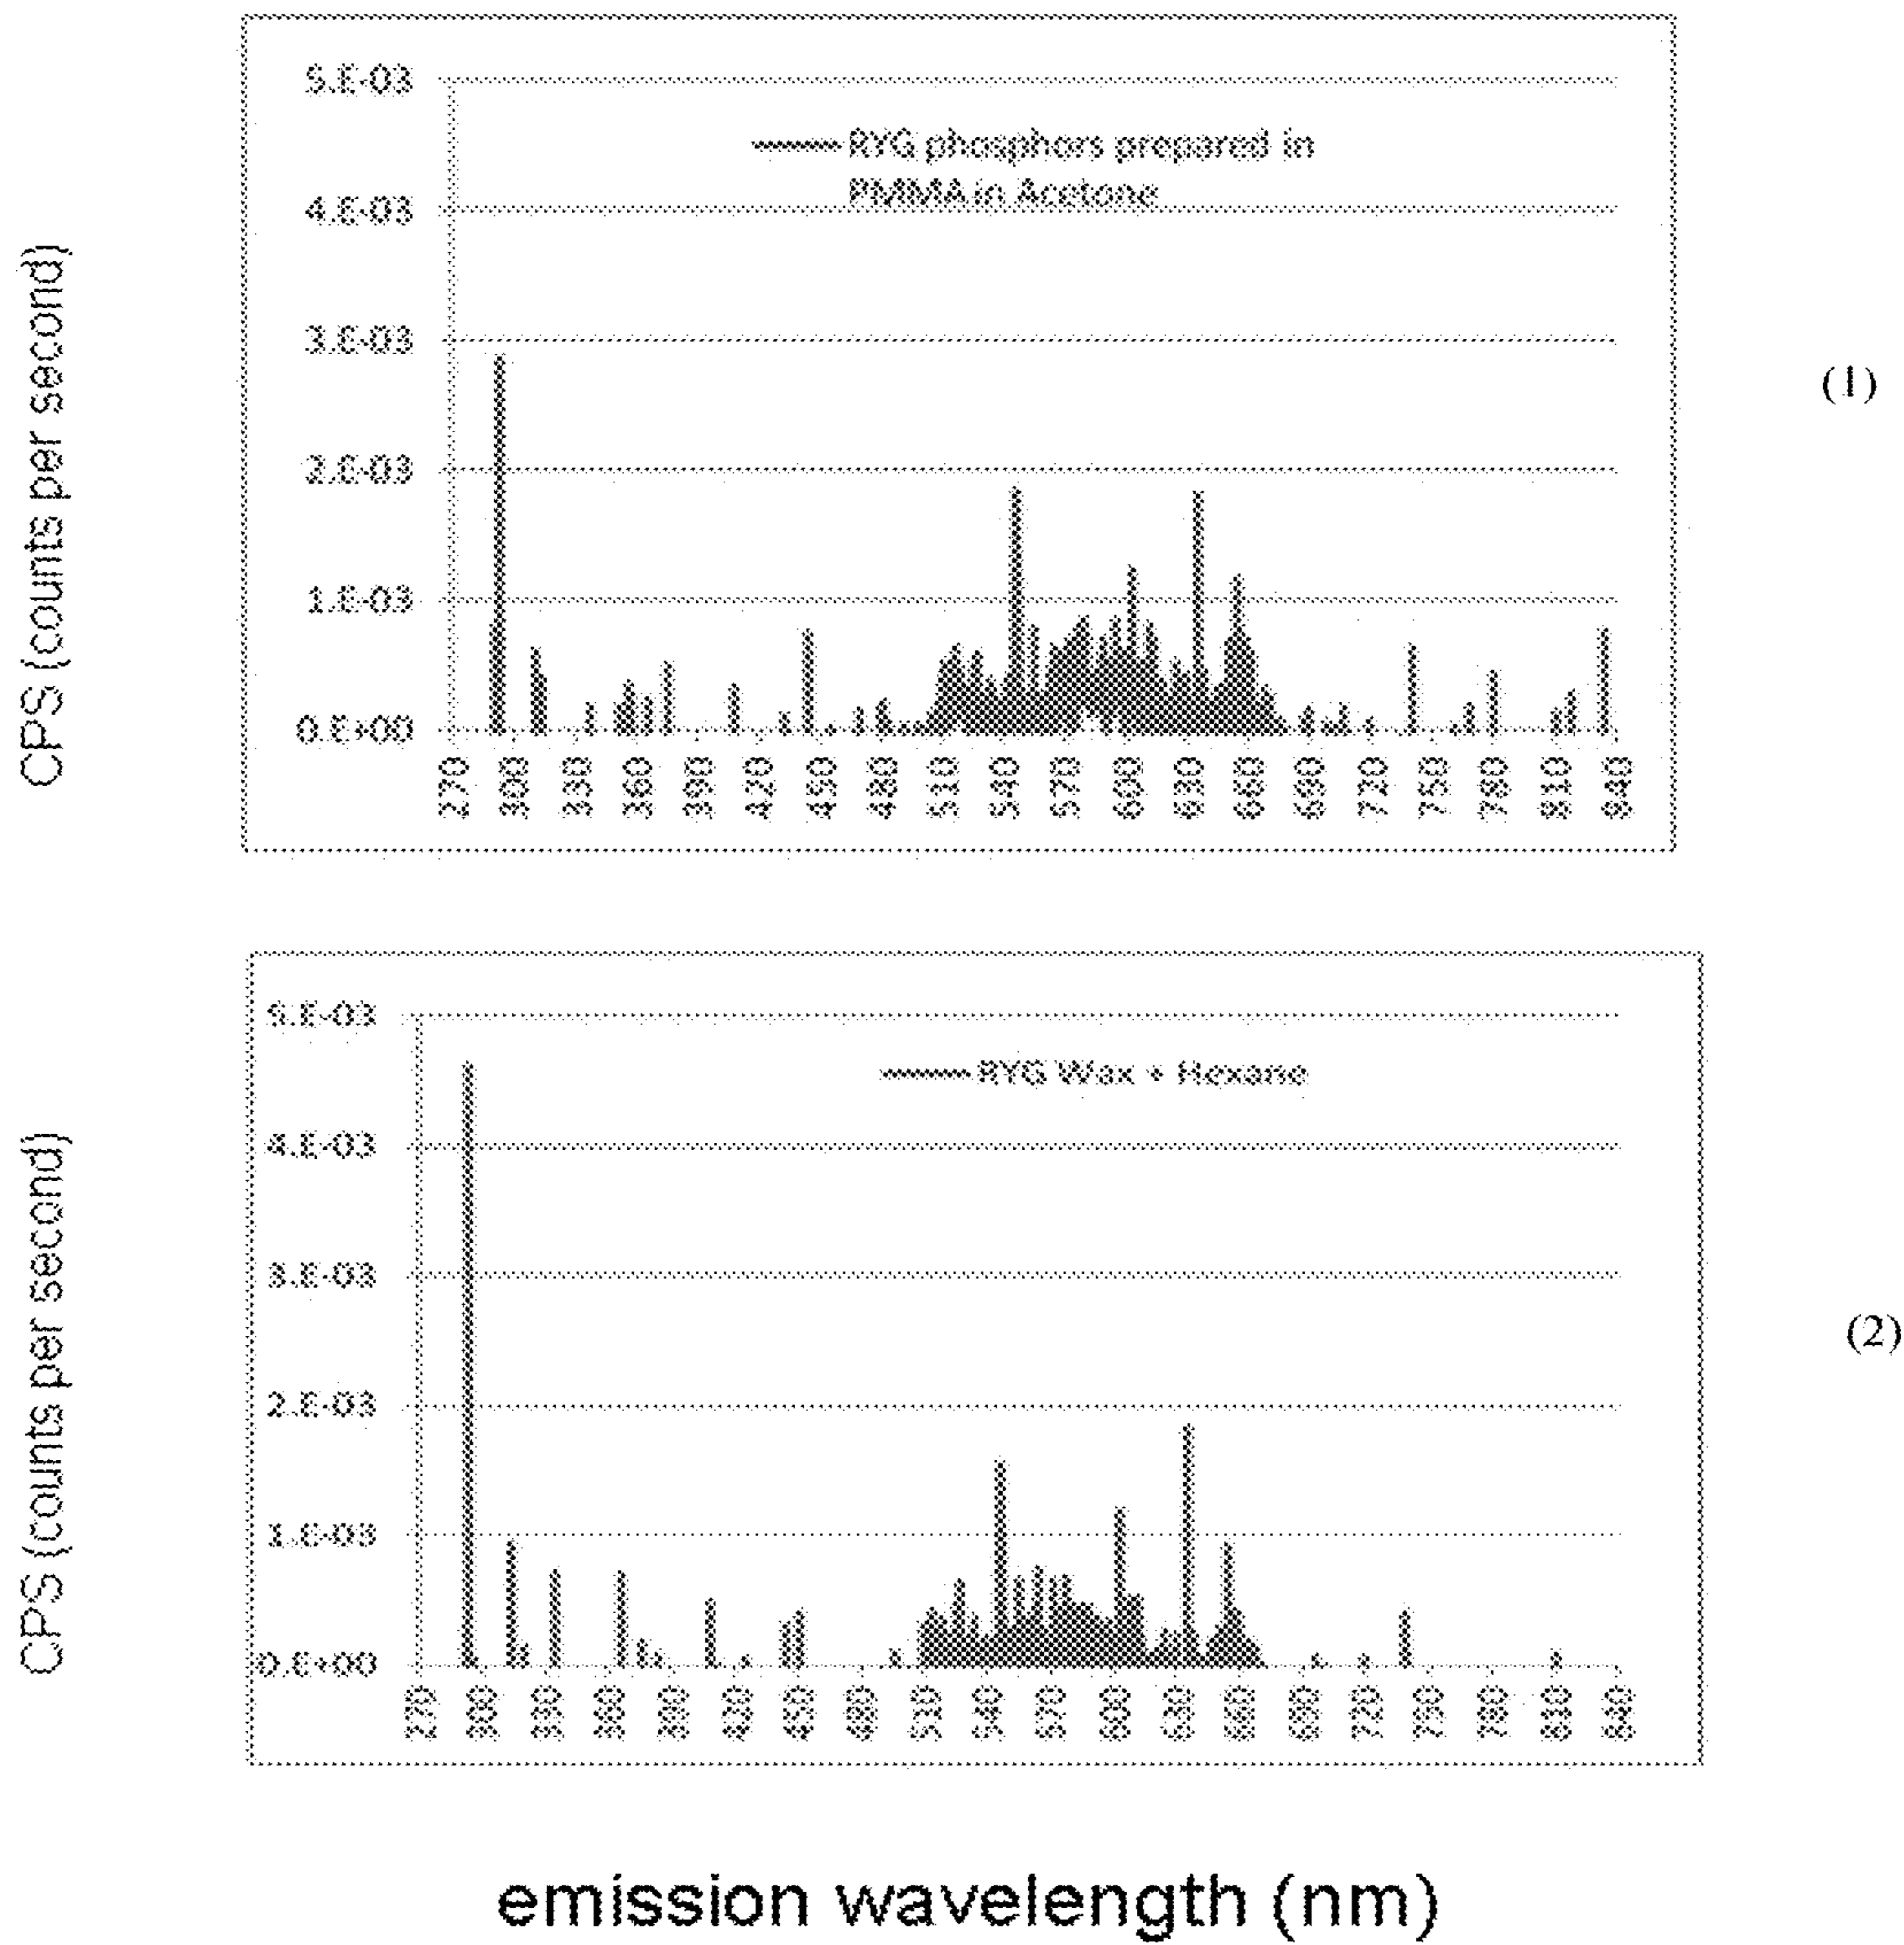 5.E-03
RYG phosphors prepared in
PMMA in Acetone
4.E-03
3.E-03
2.E-03
1.E-03
0.E+00
270 300 330 360 390 420 450 480 510 540 570 600 630 660 690 720 750 780 810 840
CPS (counts per second)
(1)
5.E-03
RYG Wax + Hexane
4.E-03
3.E-03
2.E-03
1.E-03
0.E+00
270 300 330 360 390 420 450 480 510 540 570 600 630 660 690 720 750 780 810 840
CPS (counts per second)
(2)
emission wavelength (nm)